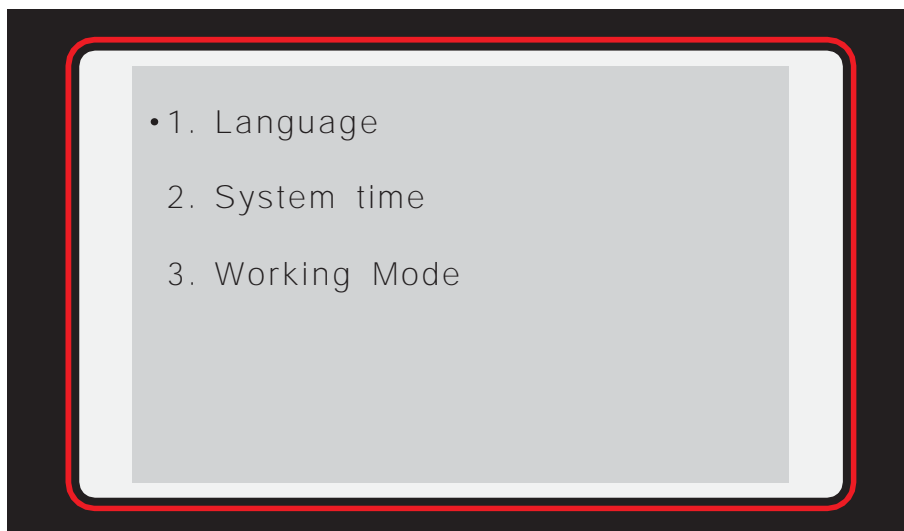 •1. Language
2. System time
3. Working Mode